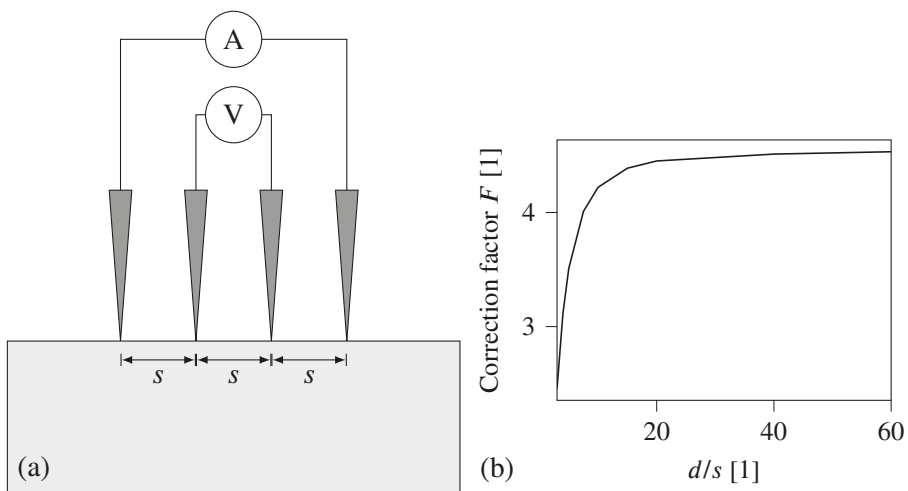 A
V
s s s
(a)
Correction factor F [1]
4
3
20 40 60
d/s [1]
(b)